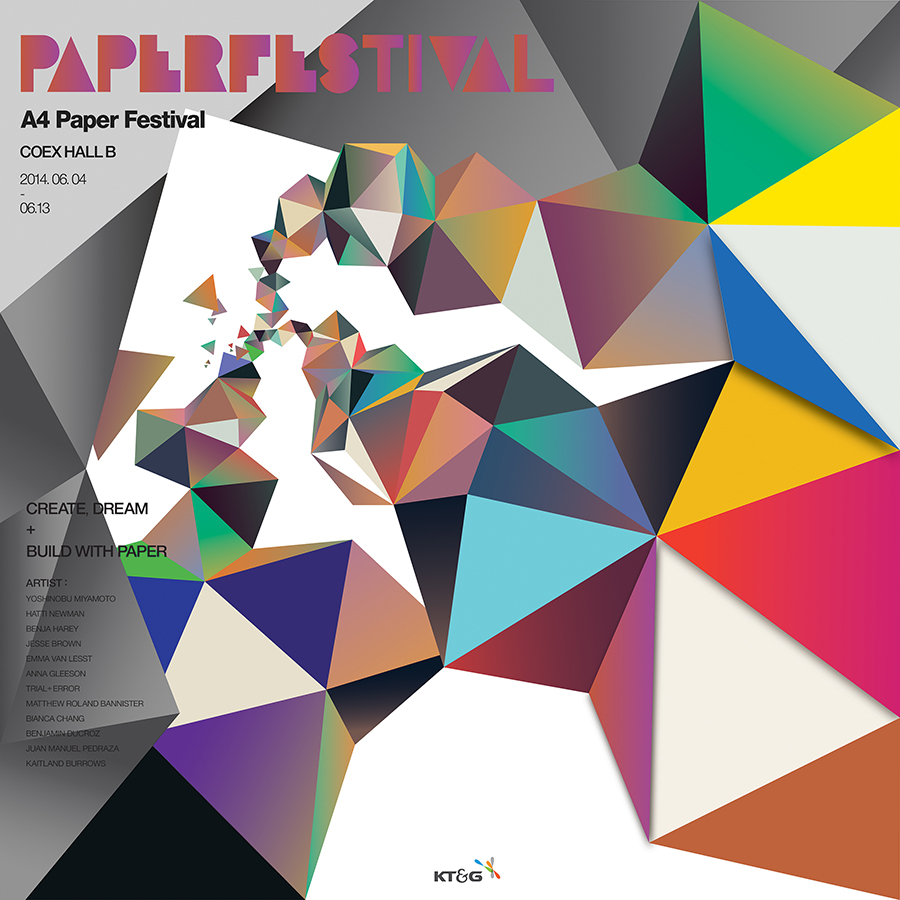 PAPERFESTIVAL
A4 Paper Festival
COEX HALL B
2014. 06. 04
-
06.13
CREATE, DREAM
+
BUILD WITH PAPER
ARTIST :
YOSHINOBU MIYAMOTO
HATTI NEWMAN
BENJA HAREY
JESSE BROWN
EMMA VAN LESST
ANNA GLEESON
TRIAL+ERROR
MATTHEW ROLAND BANNISTER
BIANCA CHANG
BENJAMIN DUCROZ
JUAN MANUEL PEDRAZA
KAITLAND BURROWS
KT&G